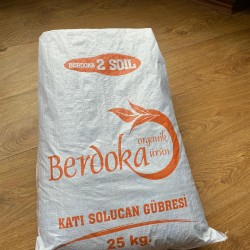 BERDOKA 2 SOIL
organik
Berdoka ürün
KATI SOLUCAN GÜBRESİ
25 kg.